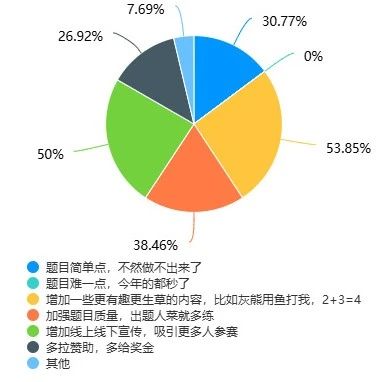 7.69%
30.77%
26.92%
0%
53.85%
50%
38.46%
题目简单点，不然做不出来了
题目难一点，今年的都秒了
增加一些更有趣更生草的内容，比如灰熊用鱼打我，2+3=4
加强题目质量，出题人菜就多练
增加线上线下宣传，吸引更多人参赛
多拉赞助，多给奖金
其他